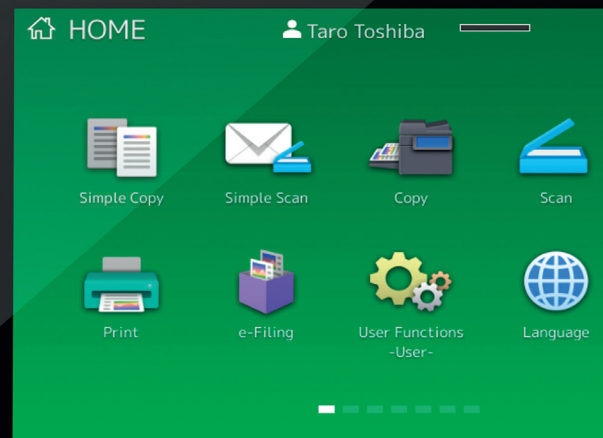 HOME
Taro Toshiba
Simple Copy
Simple Scan
Copy
Scan
Print
e-Filing
User Functions
-User-
Language